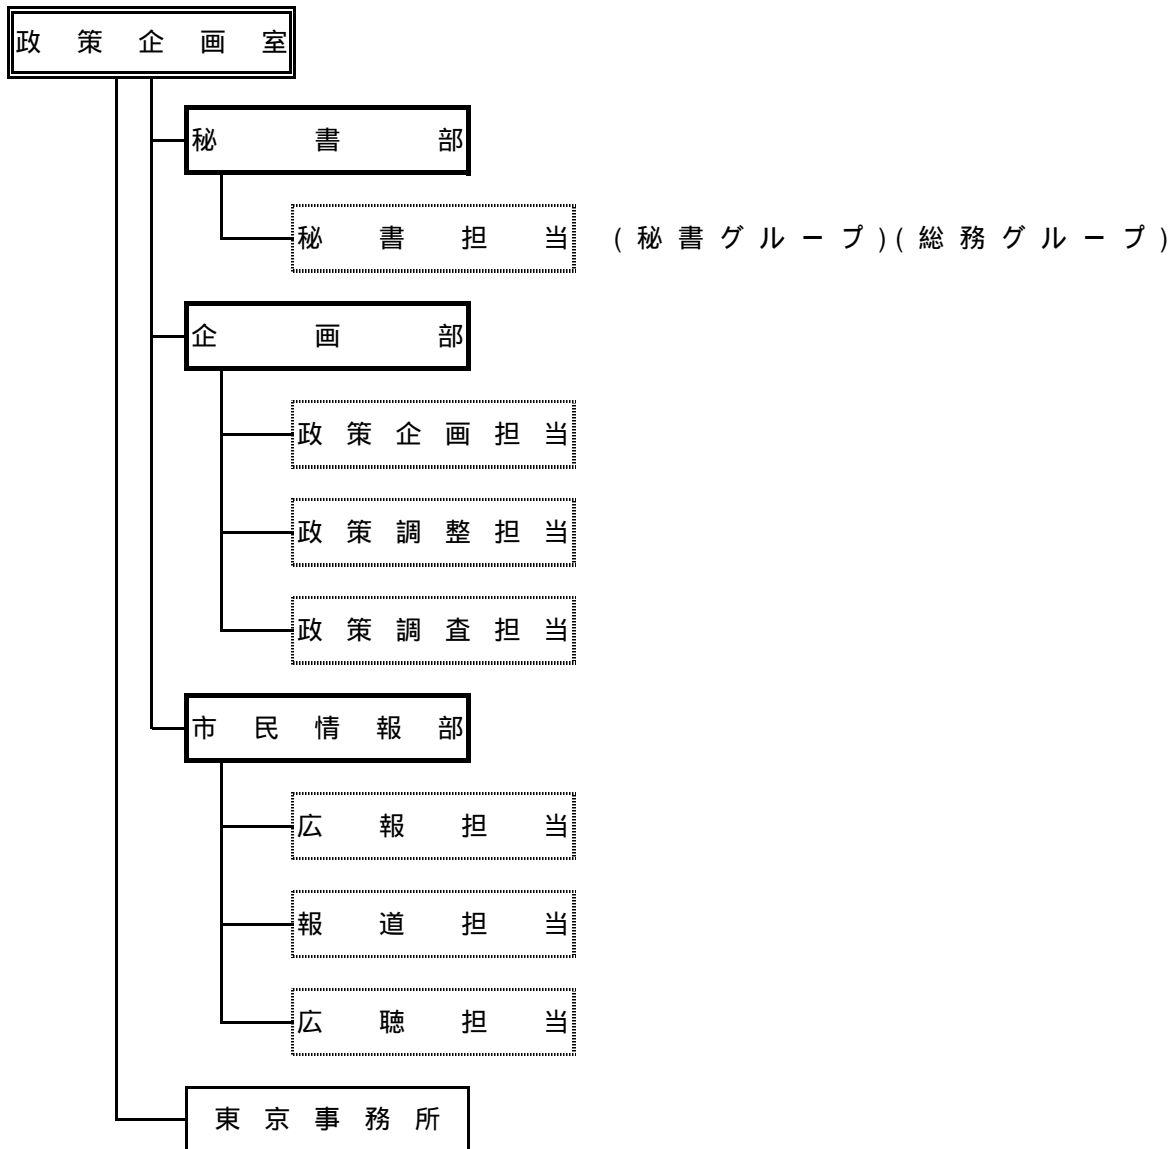 政策企画室
秘書部
秘書担当 (秘書グループ)(総務グループ)
企画部
政策企画担当
政策調整担当
政策調査担当
市民情報部
広報担当
報道担当
広聴担当
東京事務所